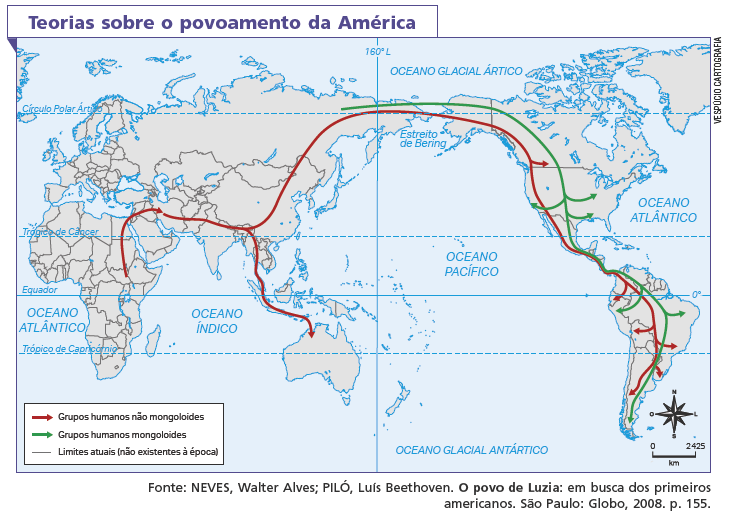 Teorias sobre o povoamento da América
VESPÚCIO CARTOGRAFIA
160° L
OCEANO GLACIAL ÁRTICO
Círculo Polar Ártico
Estreito
de Bering
OCEANO
ATLÂNTICO
Trópico de Câncer
OCEANO
PACÍFICO
Equador
0°
OCEANO
ATLÂNTICO
OCEANO
ÍNDICO
Trópico de Capricórnio
N
O
L
S
0 2425
km
Grupos humanos não mongoloides
Grupos humanos mongoloides
Limites atuais (não existentes à época)
OCEANO GLACIAL ANTÁRTICO
Fonte: NEVES, Walter Alves; PILÓ, Luís Beethoven. O povo de Luzia: em busca dos primeiros
americanos. São Paulo: Globo, 2008. p. 155.